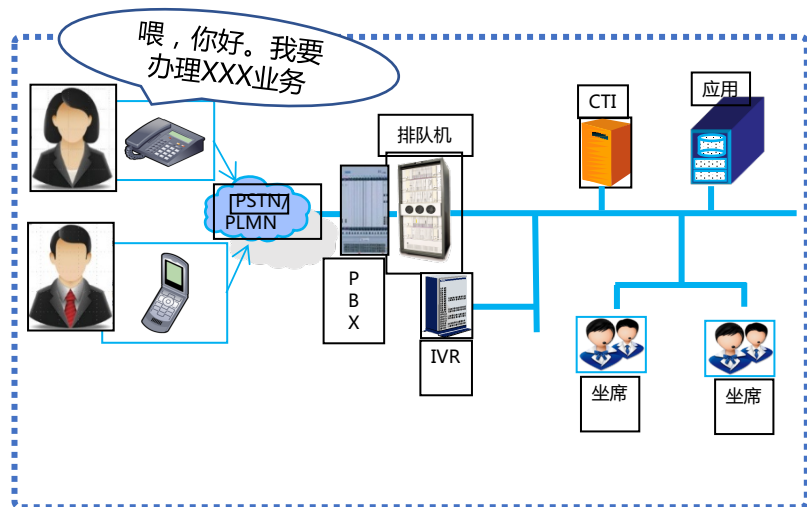 喂，你好。我要
办理XXX业务
CTI
应用
排队机
PSTN/
PLMN
P
B
X
IVR
坐席
坐席